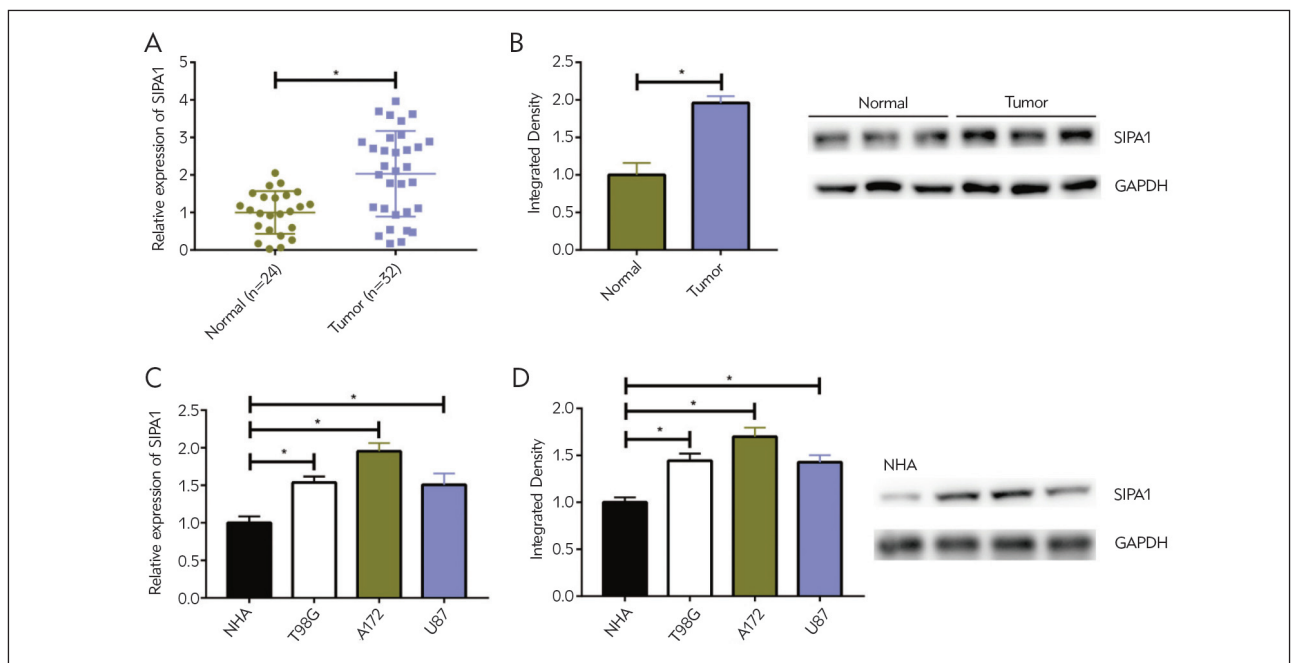 A
Relative expression of SIPA1
5
4
3
2
1
0
*
Normal (n=24)
Tumor (n=32)
B
Integrated Density
2.5
2.0
1.5
1.0
0.5
0.0
*
Normal
Tumor
Normal Tumor
SIPA1
GAPDH
C
Relative expression of SIPA1
2.5
2.0
1.5
1.0
0.5
0.0
*
*
*
NHA
T98G
A172
U87
D
Integrated Density
2.0
1.5
1.0
0.5
0.0
*
*
*
NHA
T98G
A172
U87
NHA
SIPA1
GAPDH